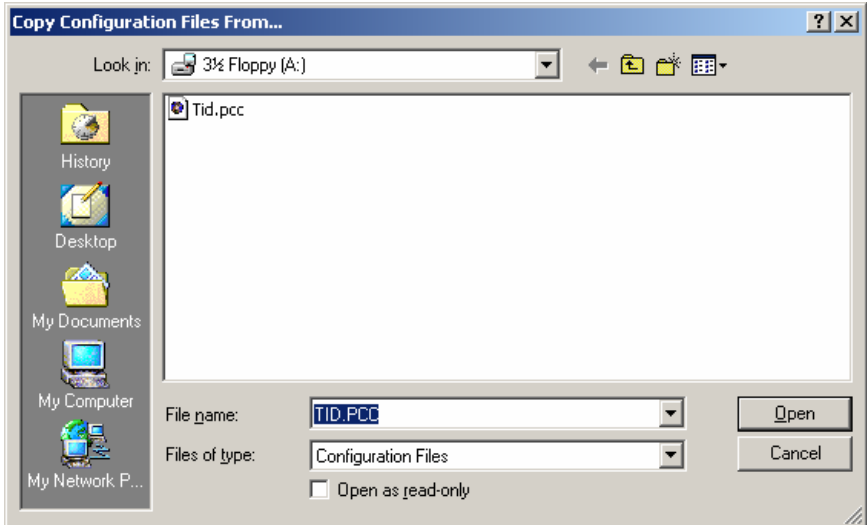 Copy Configuration Files From...
Look in: 3½ Floppy (A:)
Tid.pcc
History
Desktop
My Documents
My Computer
My Network P...
File name: TID.PCC Open
Files of type: Configuration Files Cancel
Open as read-only